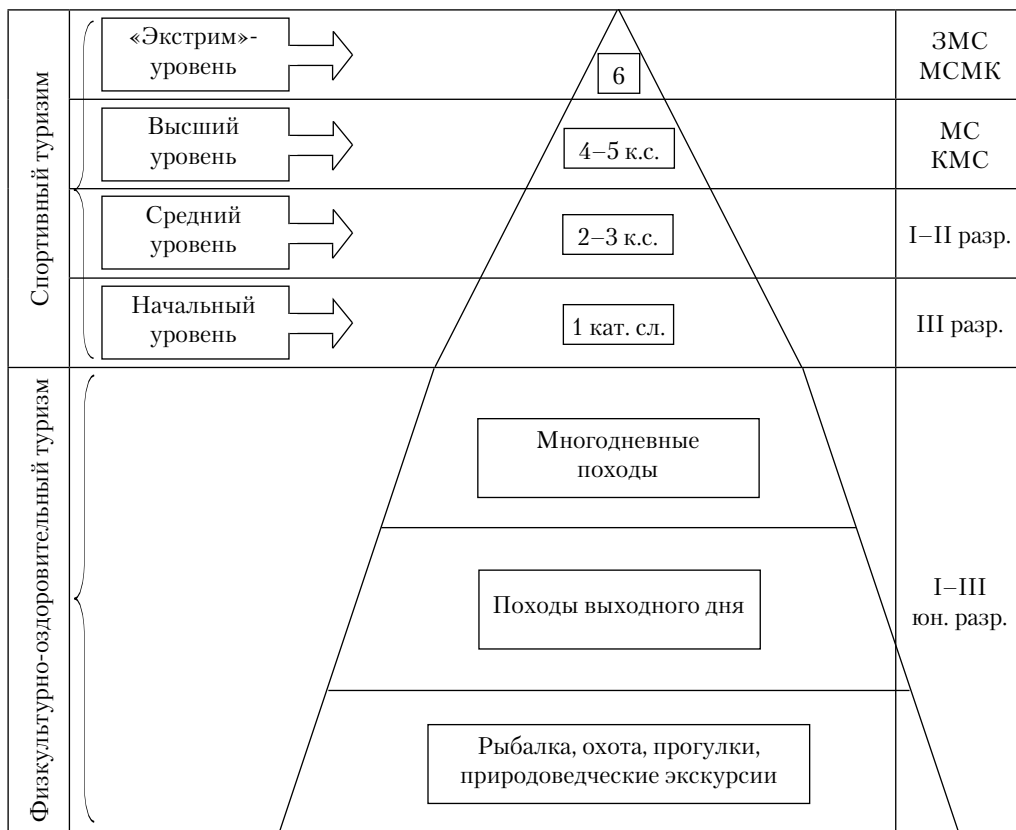 Спортивный туризим
«Экстрим»-
уровень
6
ЗМС
МСМК
Высший
уровень
4–5 к.с.
МС
КМС
Средний
уровень
2–3 к.с.
I–II разр.
Начальный
уровень
1 кат. сл.
III разр.
Физкультурно-оздоровительный туризм
Многодневные
походы
Походы выходного дня
I–III
юн. разр.
Рыбалка, охота, прогулки,
природоведческие экскурсии